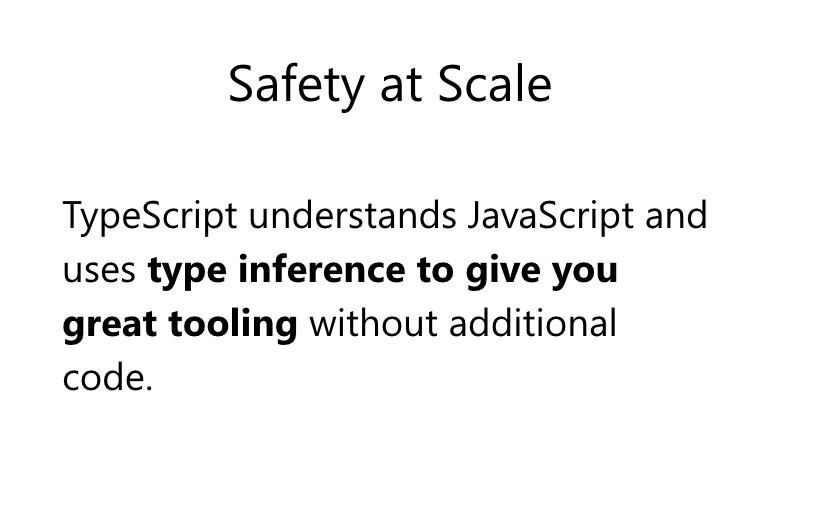 Safety at Scale
TypeScript understands JavaScript and
uses type inference to give you
great tooling without additional
code.